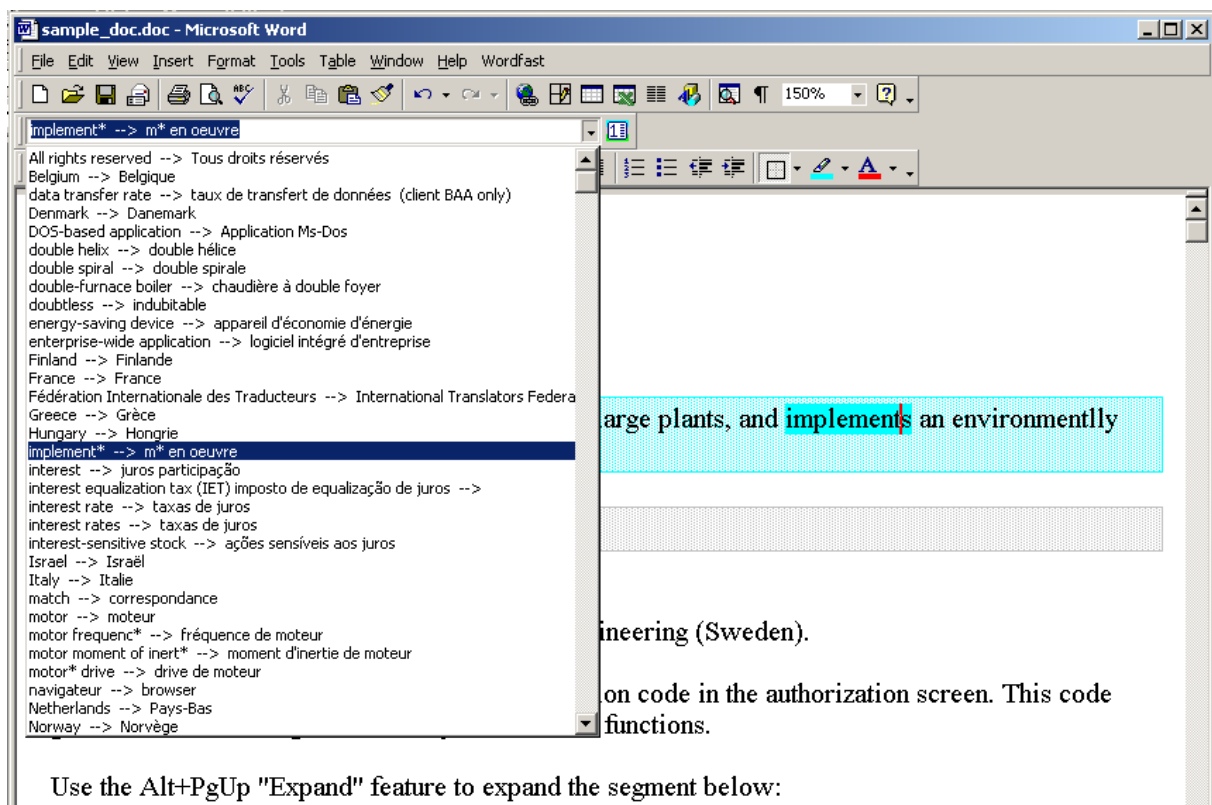 sample_doc.doc - Microsoft Word
File Edit View Insert Format Tools Table Window Help Wordfast
ABC 150%
implement* --> m* en oeuvre
All rights reserved --> Tous droits réservés
Belgium --> Belgique
data transfer rate --> taux de transfert de données (client BAA only)
Denmark --> Danemark
DOS-based application --> Application Ms-Dos
double helix --> double hélice
double spiral --> double spirale
double-furnace boiler --> chaudière à double foyer
doubtless --> indubitable
energy-saving device --> appareil d'économie d'énergie
enterprise-wide application --> logiciel intégré d'entreprise
Finland --> Finlande
France --> France
Fédération Internationale des Traducteurs --> International Translators Federa
Greece --> Grèce
Hungary --> Hongrie
implement* --> m* en oeuvre
interest --> juros participação
interest equalization tax (IET) imposto de equalização de juros -->
interest rate --> taxas de juros
interest rates --> taxas de juros
interest-sensitive stock --> ações sensíveis aos juros
Israel --> Israël
Italy --> Italie
match --> correspondance
motor --> moteur
motor frequenc* --> fréquence de moteur
motor moment of inert* --> moment d'inertie de moteur
motor* drive --> drive de moteur
navigateur --> browser
Netherlands --> Pays-Bas
Norway --> Norvège
arge plants, and implements an environmentlly
ineering (Sweden).
on code in the authorization screen. This code
functions.
Use the Alt+PgUp "Expand" feature to expand the segment below: